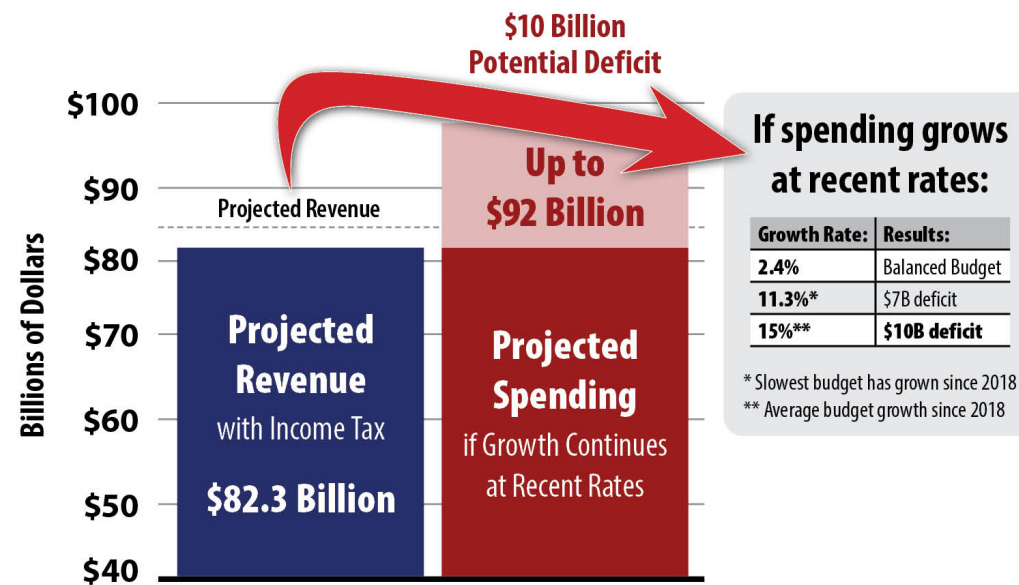 $10 Billion
Potential Deficit
Billions of Dollars
$100
$90
$80
$70
$60
$50
$40
Projected Revenue
Projected
Revenue
with Income Tax
$82.3 Billion
Up to
$92 Billion
Projected
Spending
if Growth Continues
at Recent Rates
If spending grows
at recent rates:
Growth Rate: Results:
2.4% Balanced Budget
11.3%* $7B deficit
15%** $10B deficit
* Slowest budget has grown since 2018
** Average budget growth since 2018